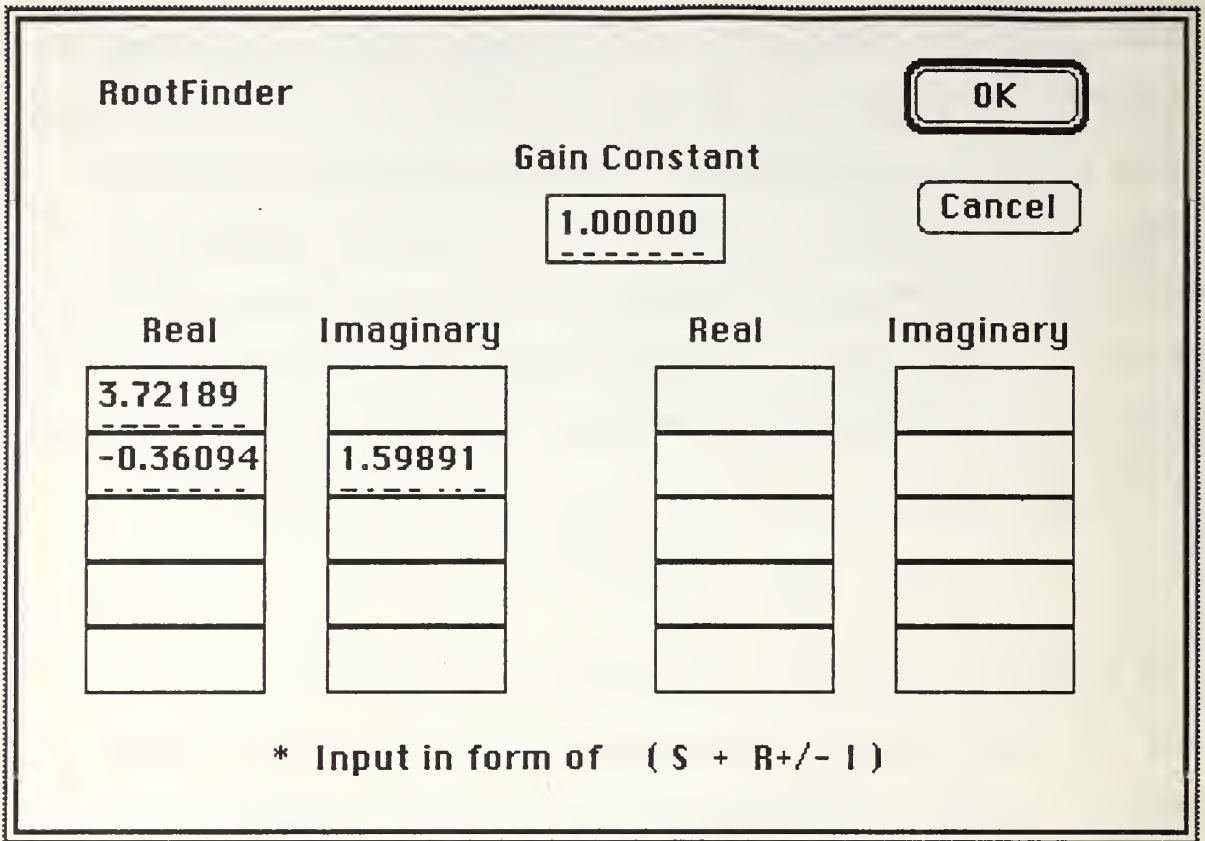 RootFinder
OK
Gain Constant
1.00000
Cancel
Real Imaginary Real Imaginary
3.72189
-0.36094 1.59891
* Input in form of ( S + R+/- I )